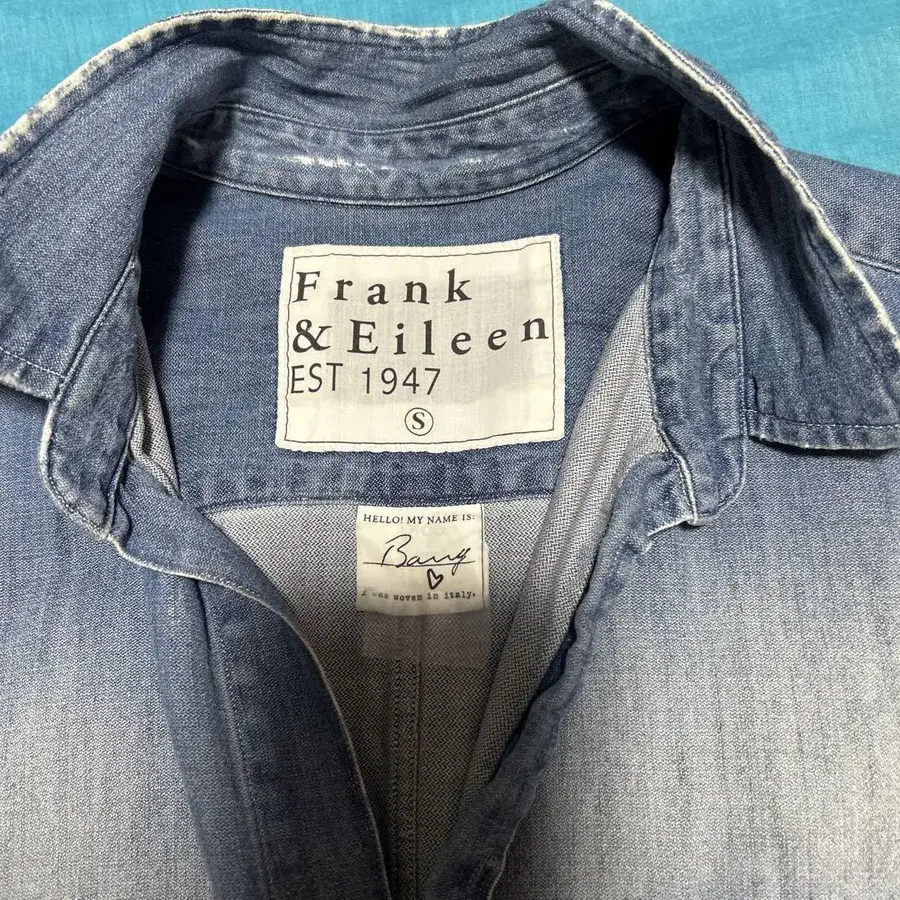 Frank
& Eileen
EST 1947
S
HELLO! MY NAME IS:
Barry
I was woven in italy.